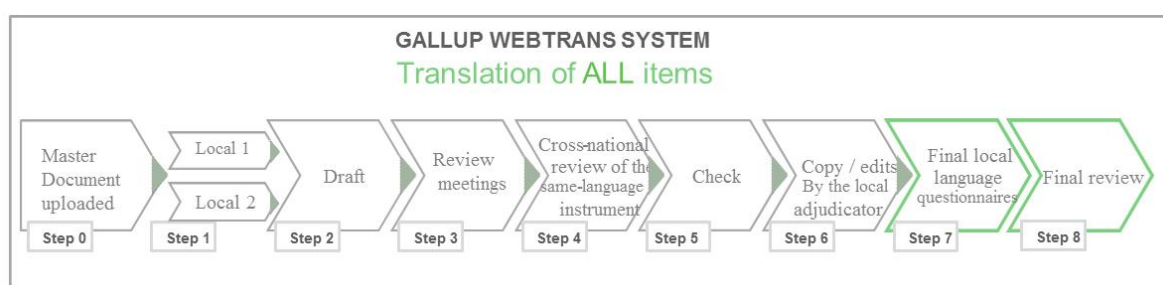 GALLUP WEBTRANS SYSTEM
Translation of ALL items
Master
Document
uploaded
Step 0
Local 1
Local 2
Step 1
Draft
Step 2
Review
meetings
Step 3
Cross-national
review of the
same-language
instrument
Step 4
Check
Step 5
Copy / edits
By the local
adjudicator
Step 6
Final local
language
questionnaires
Step 7
Final review
Step 8